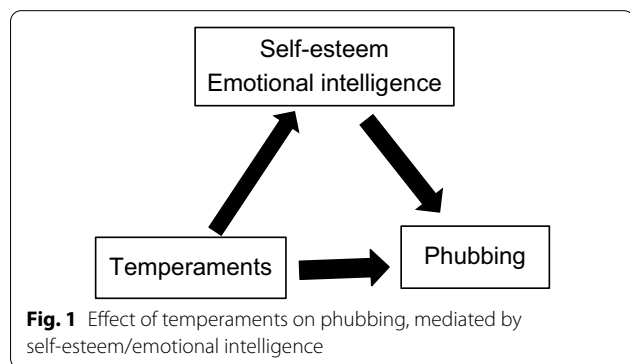 Self-esteem
Emotional intelligence
Temperaments
Phubbing
Fig. 1 Effect of temperaments on phubbing, mediated by
self-esteem/emotional intelligence